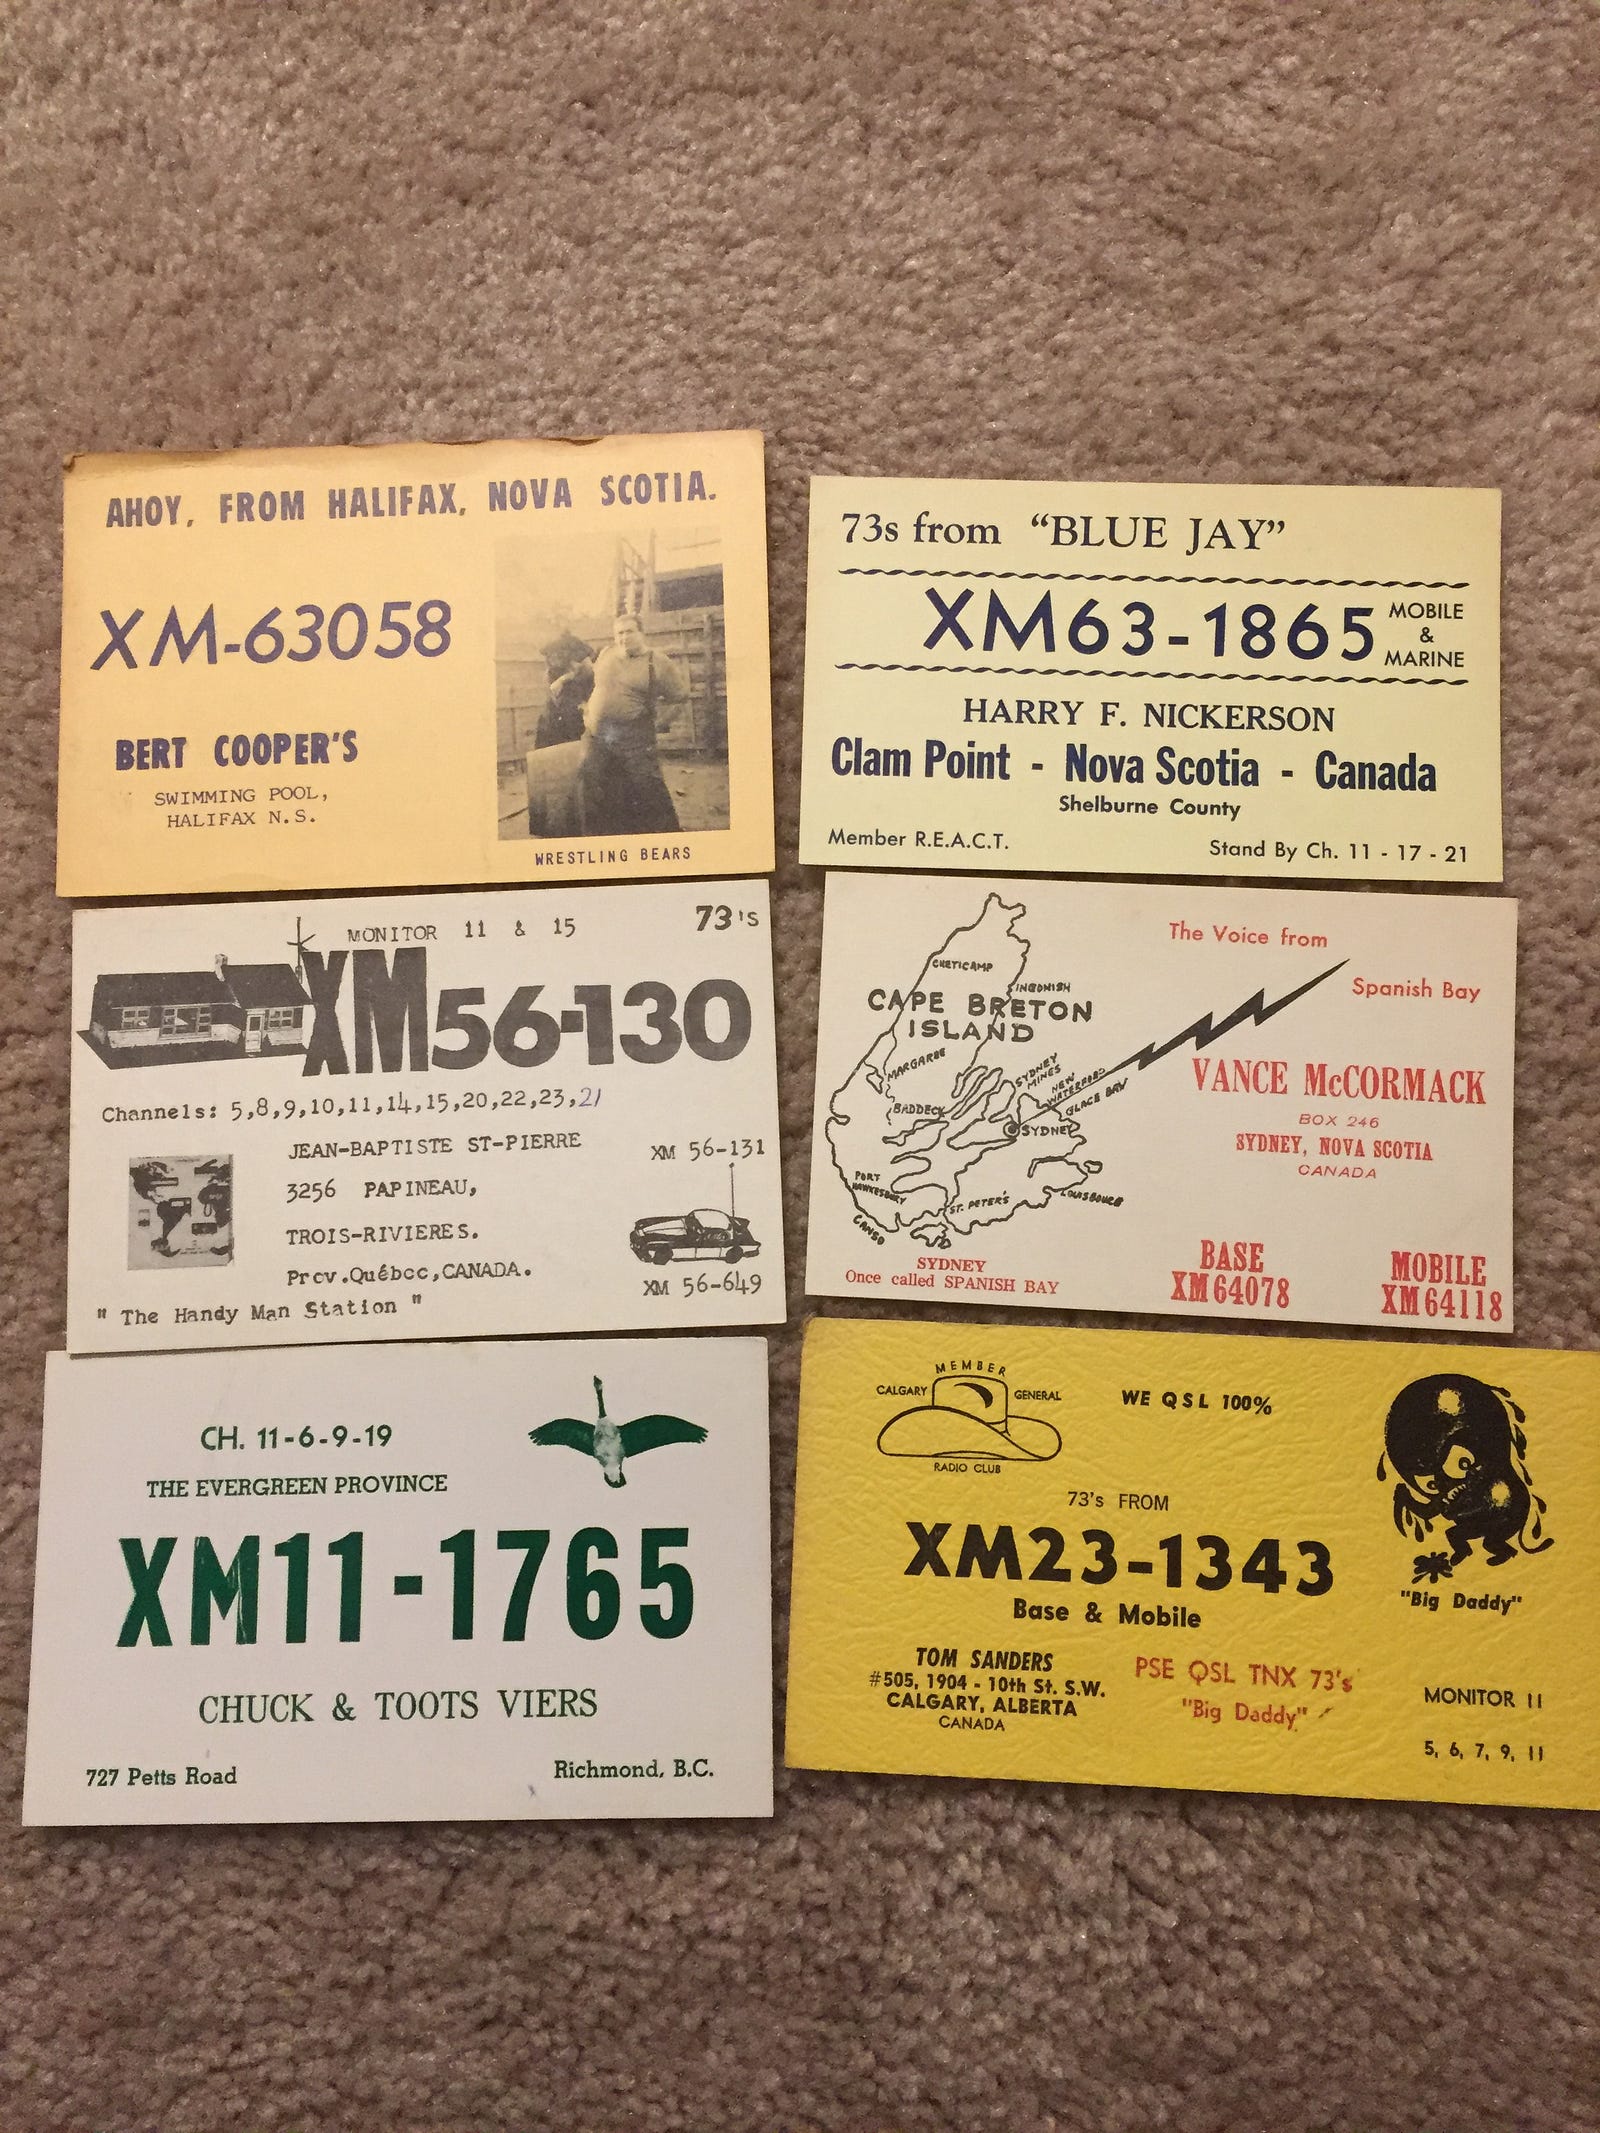 AHOY, FROM HALIFAX, NOVA SCOTIA.
XM-63058
BERT COOPER'S
SWIMMING POOL,
HALIFAX N.S.
WRESTLING BEARS
73s from "BLUE JAY"
XM63-1865
MOBILE
&
MARINE
HARRY F. NICKERSON
Clam Point - Nova Scotia - Canada
Shelburne County
Member R.E.A.C.T.
Stand By Ch. 11 - 17 - 21
MONITOR 11 & 15
73's
XM56-130
Channels: 5,8,9,10,11,14,15,20,22,23,21
JEAN-BAPTISTE ST-PIERRE
3256 PAPINEAU,
TROIS-RIVIERES.
Prov.Québec,CANADA.
XM 56-131
XM 56-649
" The Handy Man Station "
The Voice from
Spanish Bay
CHETICAMP
INGONISH
CAPE BRETON
ISLAND
MARGAREE
SYDNEY
MINES
NEW
WATERFORD
GLACE BAY
BADDECK
SYDNEY
PORT
HAWKESBURY
ST. PETER'S
LOUISBOURG
CANSO
VANCE McCORMACK
BOX 246
SYDNEY, NOVA SCOTIA
CANADA
SYDNEY
Once called SPANISH BAY
BASE
XM64078
MOBILE
XM64118
CH. 11-6-9-19
THE EVERGREEN PROVINCE
XM11-1765
CHUCK & TOOTS VIERS
727 Petts Road
Richmond, B.C.
MEMBER
CALGARY GENERAL
RADIO CLUB
WE QSL 100%
73's FROM
XM23-1343
Base & Mobile
"Big Daddy"
TOM SANDERS
#505, 1904 - 10th St. S.W.
CALGARY, ALBERTA
CANADA
PSE QSL TNX 73's
"Big Daddy"
MONITOR 11
5, 6, 7, 9, 11